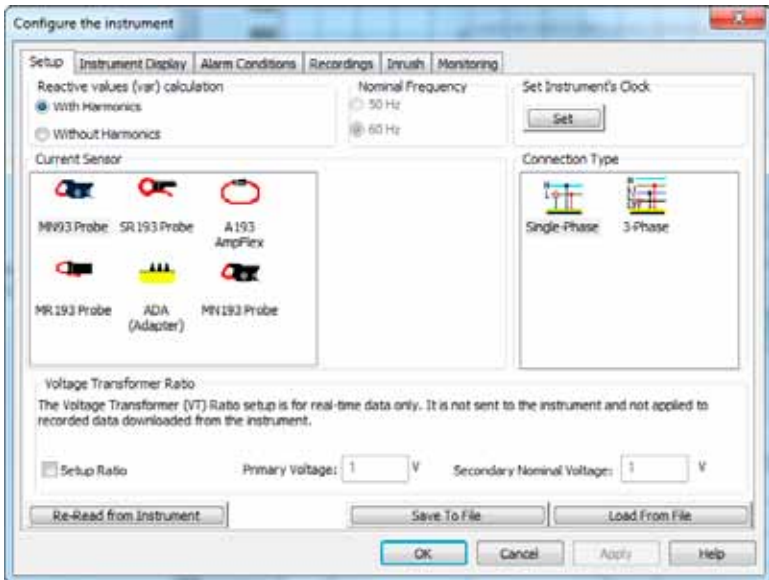 Configure the instrument
Setup Instrument Display Alarm Conditions Recordings Inrush Monitoring
Reactive values (var) calculation
With Harmonics
Without Harmonics
Nominal Frequency
50 Hz
60 Hz
Set Instrument's Clock
Set
Current Sensor
MN93 Probe SR193 Probe A193
AmpFlex
MR193 Probe ADA MN193 Probe
(Adapter)
Connection Type
Single-Phase 3-Phase
Voltage Transformer Ratio
The Voltage Transformer (VT) Ratio setup is for real-time data only. It is not sent to the instrument and not applied to
recorded data downloaded from the instrument.
Setup Ratio Primary Voltage: 1 V Secondary Nominal Voltage: 1 V
Re-Read from Instrument Save To File Load From File
OK Cancel Apply Help